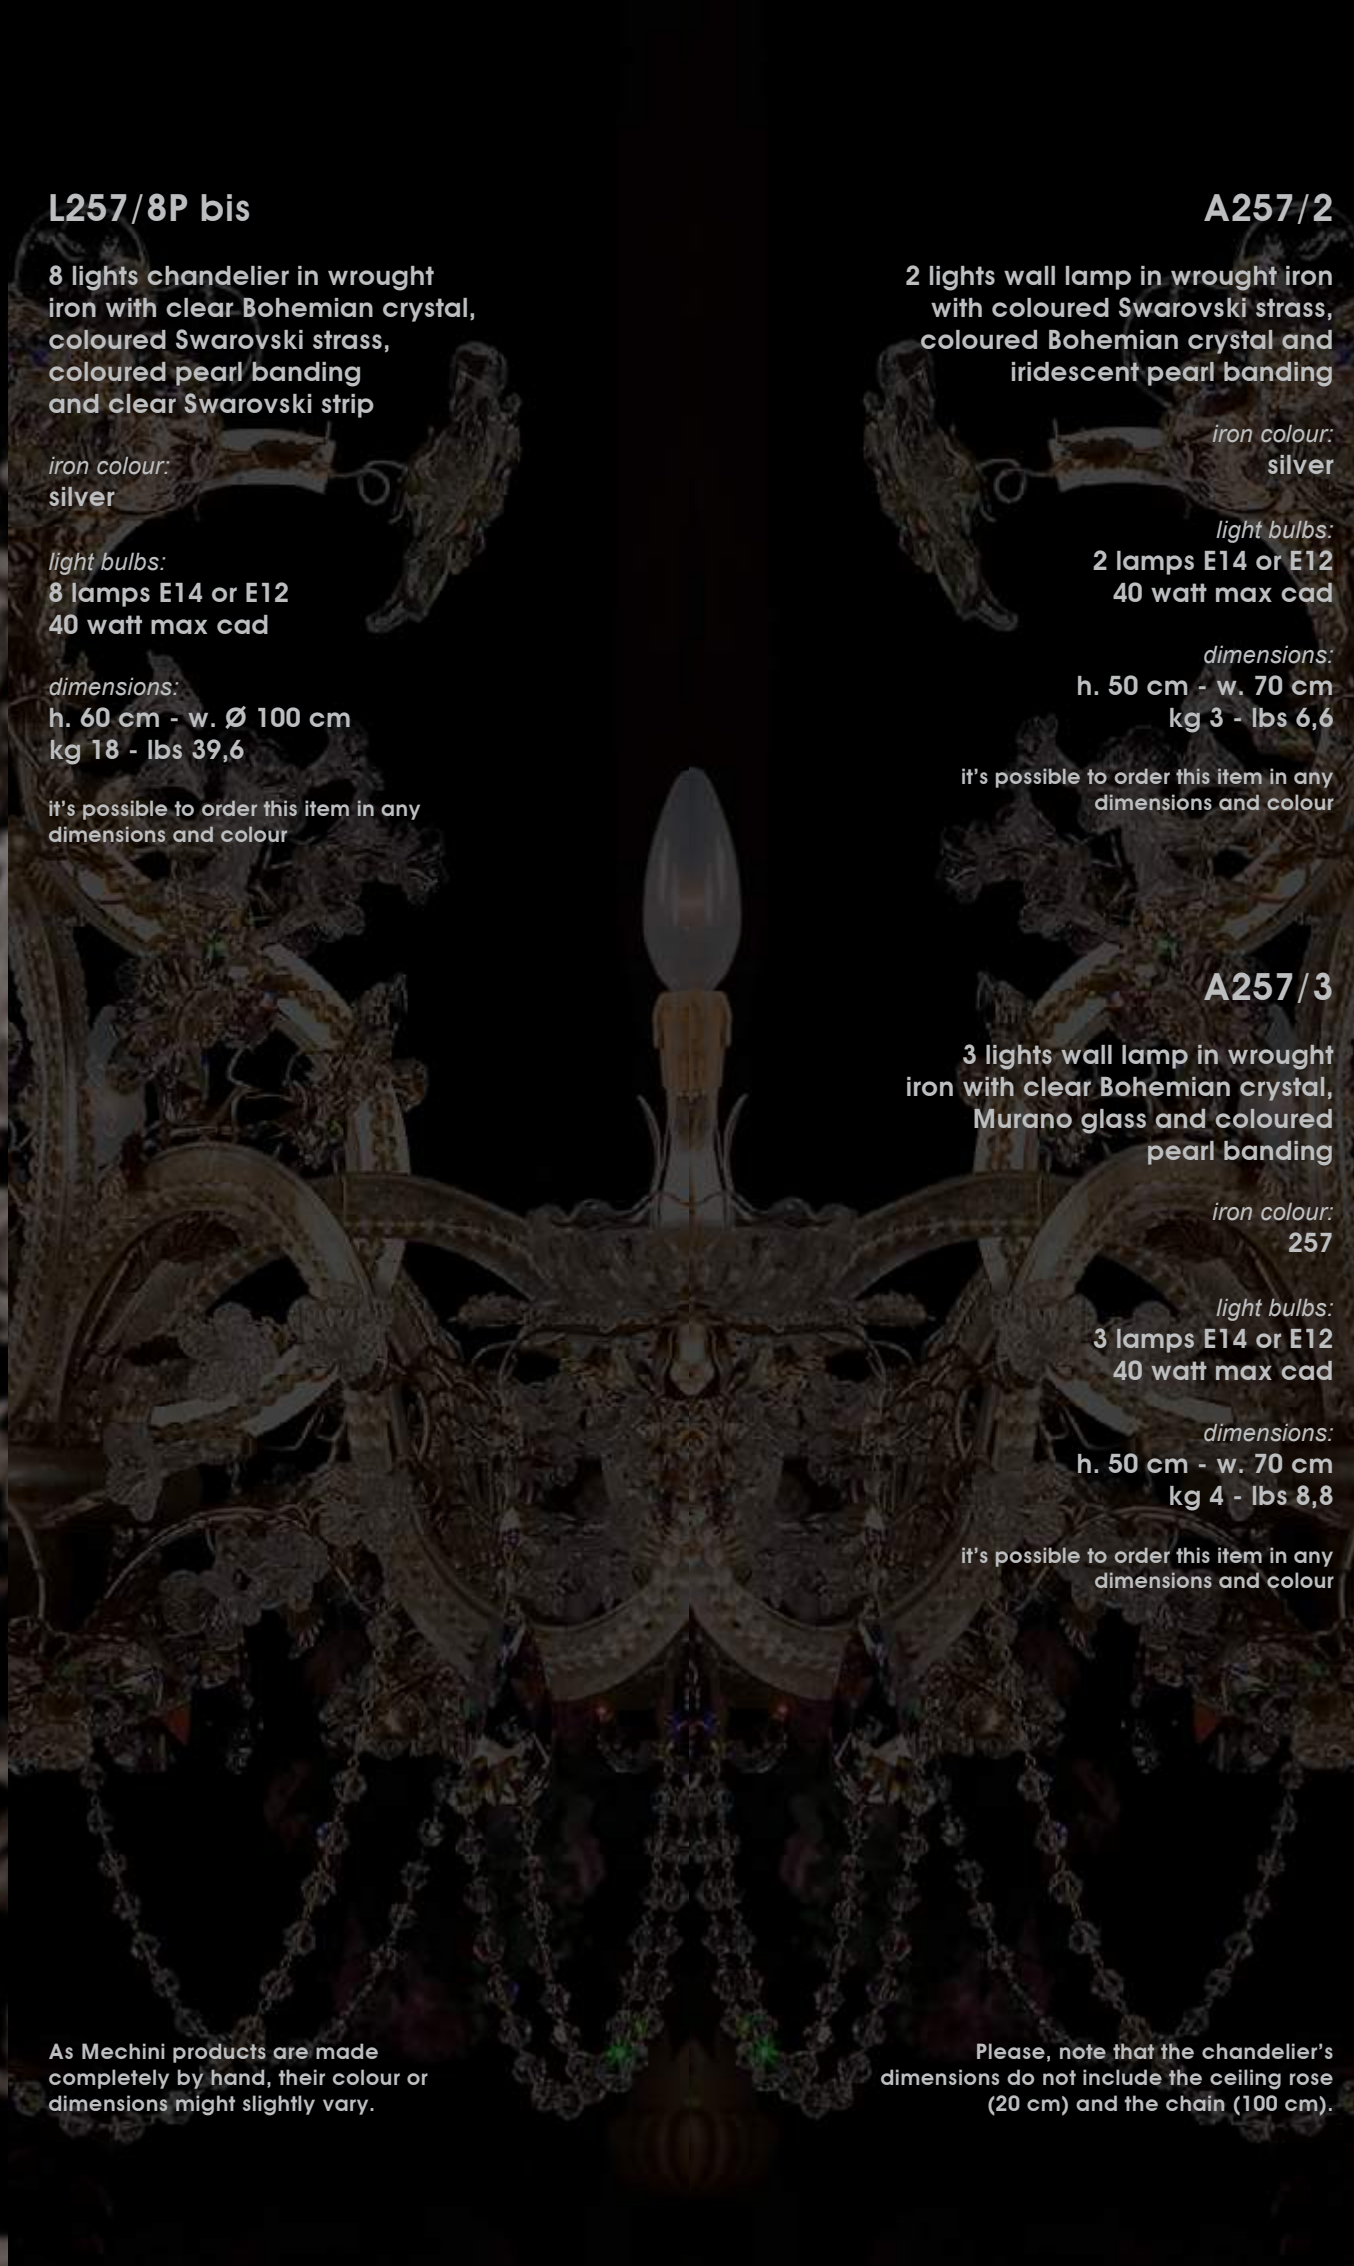 L257/8P bis
8 lights chandelier in wrought
iron with clear Bohemian crystal,
coloured Swarovski strass,
coloured pearl banding
and clear Swarovski strip
iron colour:
silver
light bulbs:
8 lamps E14 or E12
40 watt max cad
dimensions:
h. 60 cm - w. Ø 100 cm
kg 18 - lbs 39,6
it's possible to order this item in any
dimensions and colour
A257/2
2 lights wall lamp in wrought iron
with coloured Swarovski strass,
coloured Bohemian crystal and
iridescent pearl banding
iron colour:
silver
light bulbs:
2 lamps E14 or E12
40 watt max cad
dimensions:
h. 50 cm - w. 70 cm
kg 3 - lbs 6,6
it's possible to order this item in any
dimensions and colour
A257/3
3 lights wall lamp in wrought
iron with clear Bohemian crystal,
Murano glass and coloured
pearl banding
iron colour:
257
light bulbs:
3 lamps E14 or E12
40 watt max cad
dimensions:
h. 50 cm - w. 70 cm
kg 4 - lbs 8,8
it's possible to order this item in any
dimensions and colour
As Mechini products are made
completely by hand, their colour or
dimensions might slightly vary.
Please, note that the chandelier's
dimensions do not include the ceiling rose
(20 cm) and the chain (100 cm).